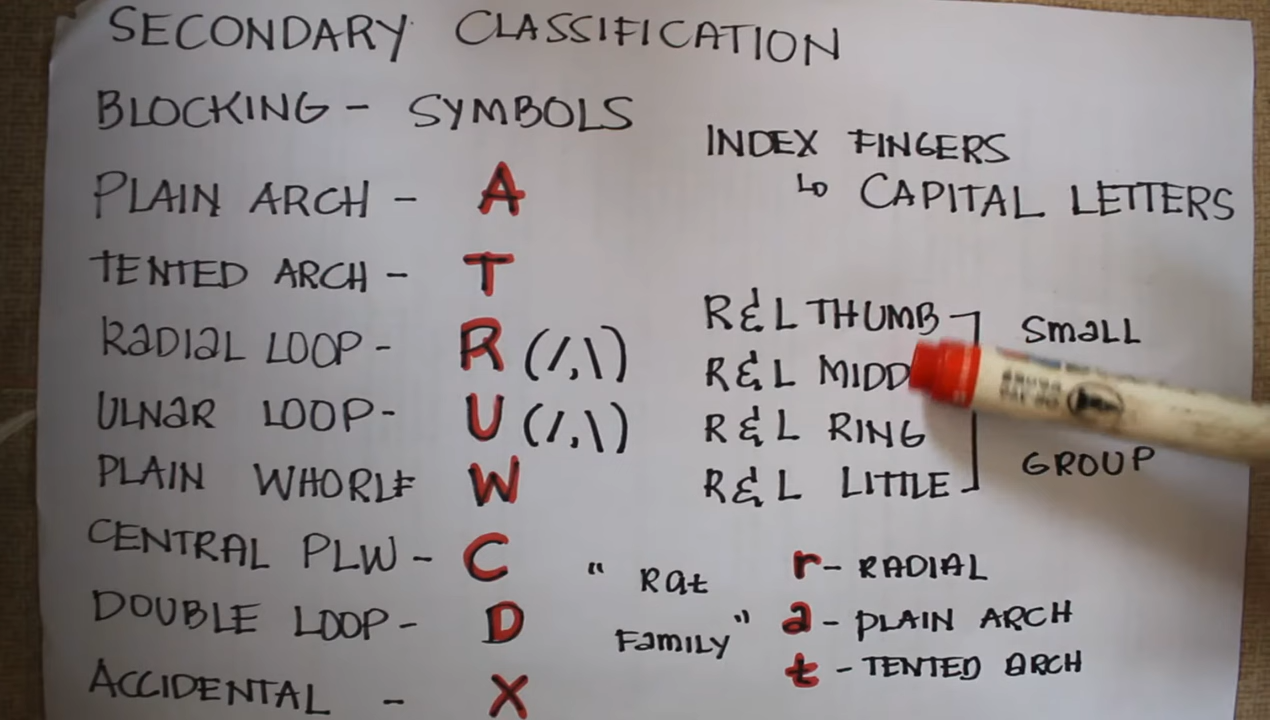 SECONDARY CLASSIFICATION
BLOCKING - SYMBOLS
PLAIN ARCH - A
TENTED ARCH - T
RADIAL LOOP - R (/,\)
ULNAR LOOP - U (/,\)
PLAIN WHORL - W
CENTRAL PLW - C
DOUBLE LOOP - D
ACCIDENTAL - X
INDEX FINGERS
↳ CAPITAL LETTERS
R & L THUMB
R & L MIDD
R & L RING
R & L LITTLE
SMALL
GROUP
"Rat
Family"
r - RADIAL
a - PLAIN ARCH
t - TENTED ARCH